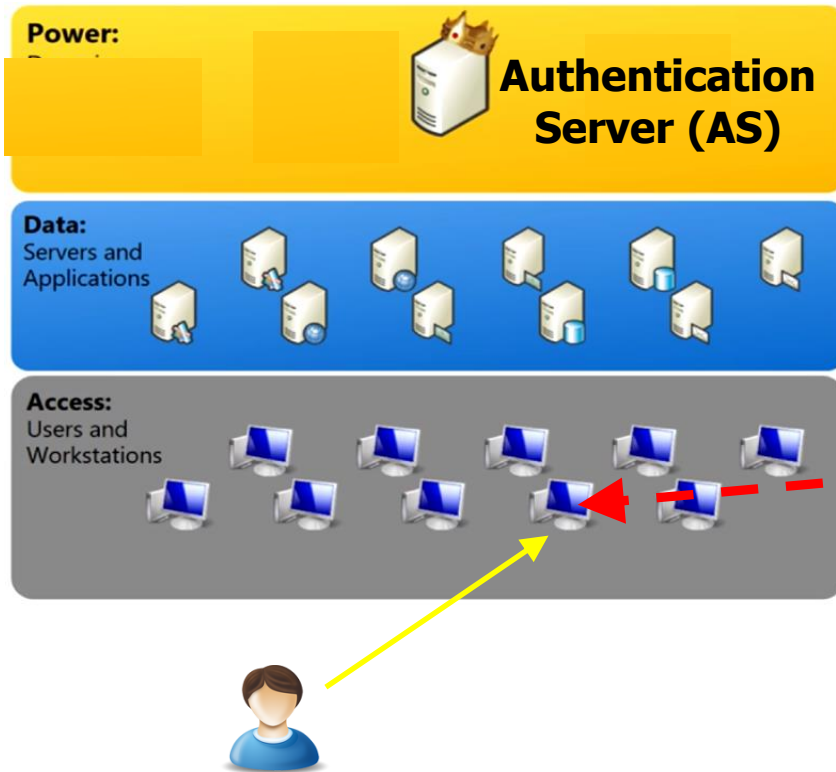 Power:
Authentication
Server (AS)
Data:
Servers and
Applications
Access:
Users and
Workstations